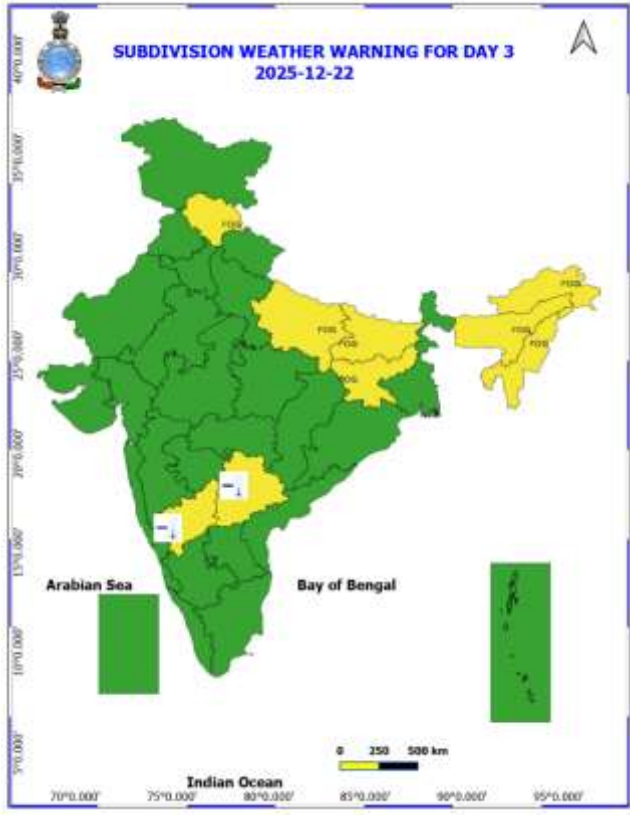 SUBDIVISION WEATHER WARNING FOR DAY 3
2025-12-22
40°0.000'
35°0.000'
30°0.000'
25°0.000'
20°0.000'
15°0.000'
10°0.000'
5°0.000'
FOG
FOG
FOG
FOG
FOG
FOG
FOG
Arabian Sea
Bay of Bengal
0 250 500 km
Indian Ocean
70°0.000' 75°0.000' 80°0.000' 85°0.000' 90°0.000' 95°0.000'